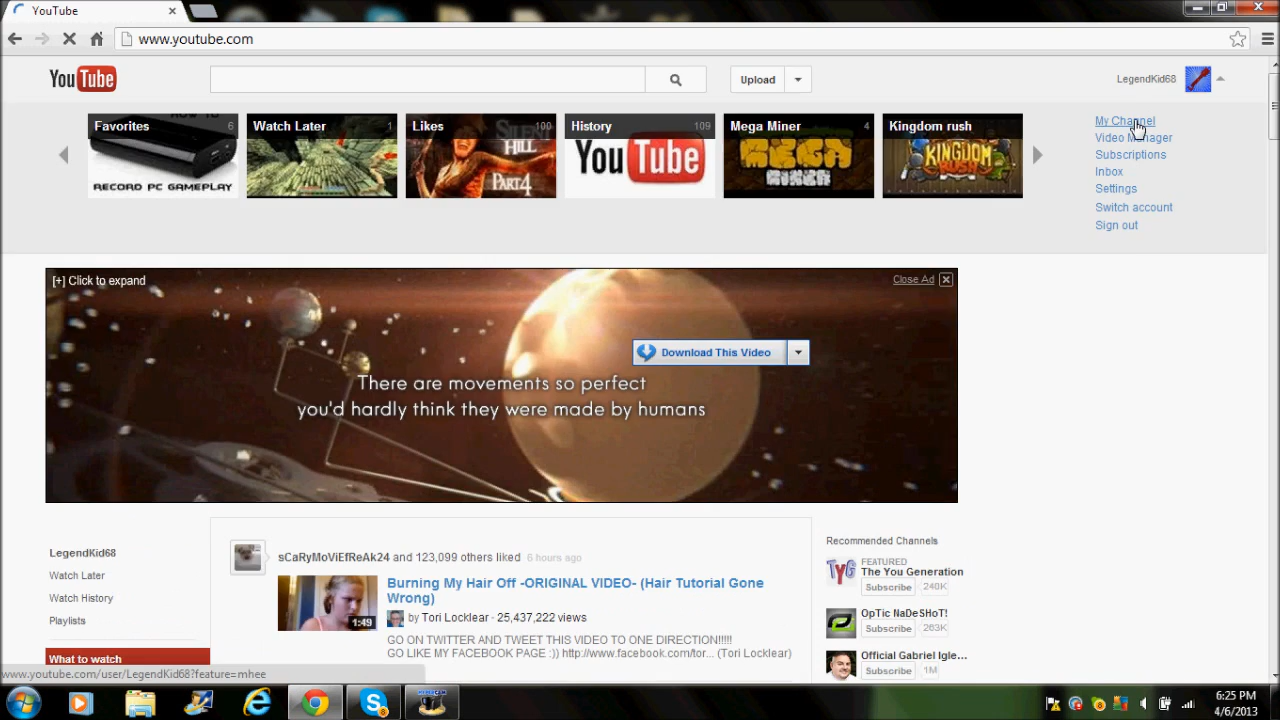 YouTube
www.youtube.com
YouTube
Upload
LegendKid68
Favorites 6
Watch Later 1
Likes 100
History 109
Mega Miner 4
Kingdom rush
HOW TO
RECORD PC GAMEPLAY
SILENT
HILL
PART4
YouTube
MEGA
MINER
KINGDOM
RUSH
My Channel
Video Manager
Subscriptions
Inbox
Settings
Switch account
Sign out
[+] Click to expand
Close Ad
Download This Video
There are movements so perfect
you'd hardly think they were made by humans
LegendKid68
Watch Later
Watch History
Playlists
What to watch
sCaRyMoViEfReAk24 and 123,099 others liked 6 hours ago
1:49
Burning My Hair Off -ORIGINAL VIDEO- (Hair Tutorial Gone
Wrong)
by Tori Locklear - 25,437,222 views
GO ON TWITTER AND TWEET THIS VIDEO TO ONE DIRECTION!!!!!
GO LIKE MY FACEBOOK PAGE :)) http://www.facebook.com/tor... (Tori Locklear)
Recommended Channels
TYG
FEATURED
The You Generation
Subscribe 240K
OpTic NaDeSHoT!
Subscribe 263K
Official Gabriel Igle...
Subscribe 1M
www.youtube.com/user/LegendKid68?feature=mhee
6:25 PM
4/6/2013